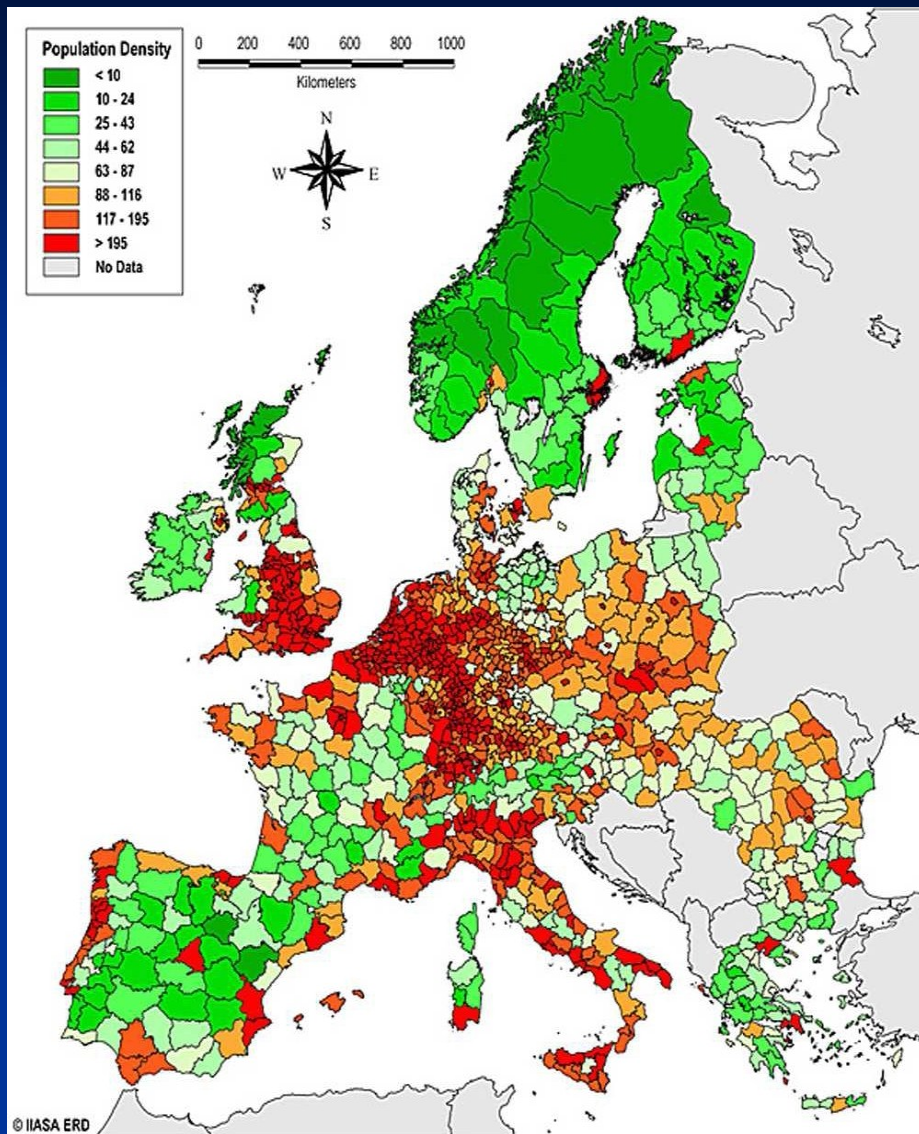 Population Density
< 10
10 - 24
25 - 43
44 - 62
63 - 87
88 - 116
117 - 195
> 195
No Data
0 200 400 600 800 1000
Kilometers
N
W E
S
© IIASA ERD